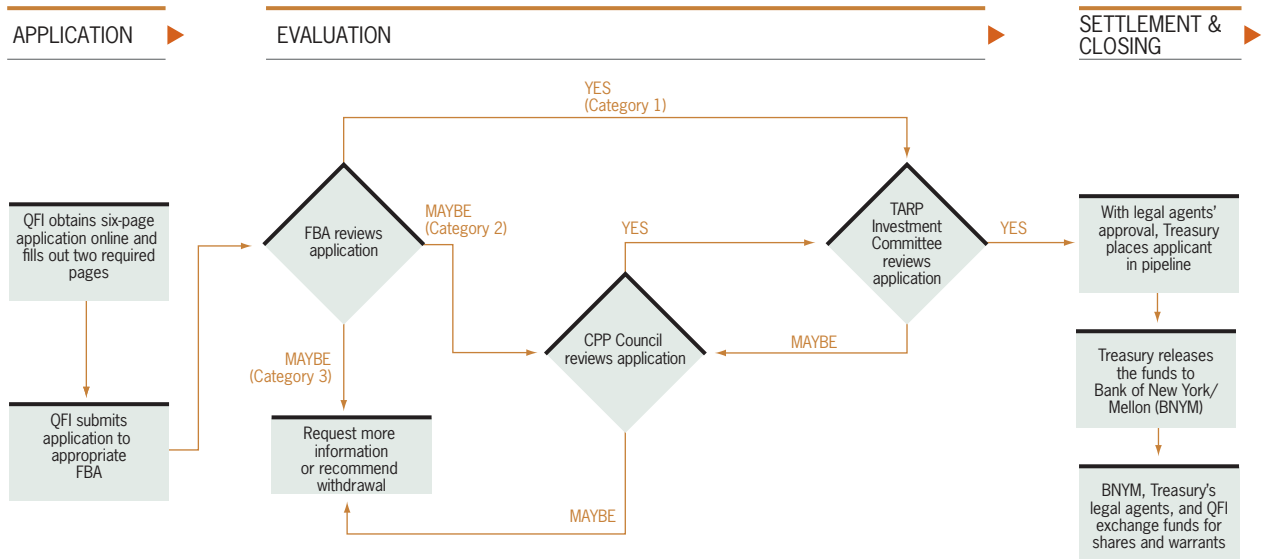 APPLICATION
EVALUATION
SETTLEMENT &
CLOSING
YES
(Category 1)
QFI obtains six-page
application online and
fills out two required
pages
QFI submits
application to
appropriate
FBA
FBA reviews
application
MAYBE
(Category 2)
MAYBE
(Category 3)
Request more
information
or recommend
withdrawal
YES
CPP Council
reviews application
MAYBE
MAYBE
TARP
Investment
Committee
reviews
application
YES
With legal agents’
approval, Treasury
places applicant
in pipeline
Treasury releases
the funds to
Bank of New York/
Mellon (BNYM)
BNYM, Treasury’s
legal agents, and QFI
exchange funds for
shares and warrants